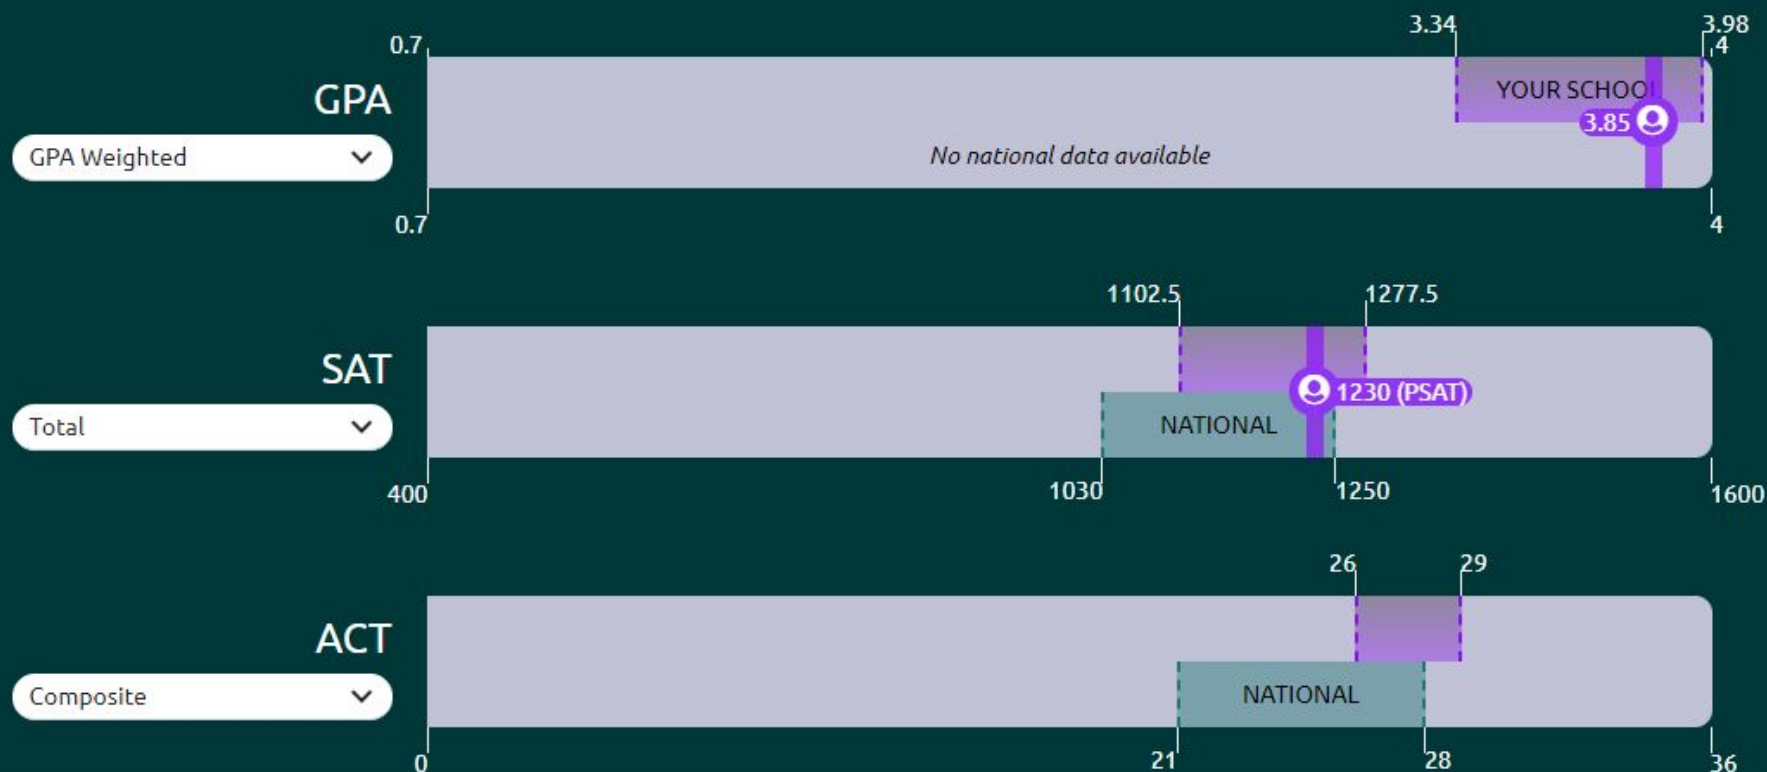 3.34
3.98
0.7
4
GPA
YOUR SCHOOL
3.85
GPA Weighted
No national data available
0.7
4
1102.5
1277.5
SAT
1230 (PSAT)
Total
NATIONAL
400
1030
1250
1600
26
29
ACT
Composite
NATIONAL
0
21
28
36